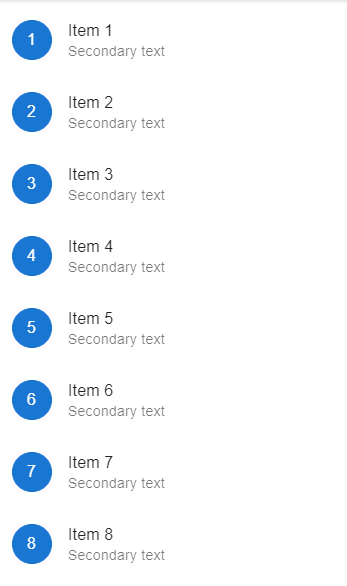 1
Item 1
Secondary text
2
Item 2
Secondary text
3
Item 3
Secondary text
4
Item 4
Secondary text
5
Item 5
Secondary text
6
Item 6
Secondary text
7
Item 7
Secondary text
8
Item 8
Secondary text